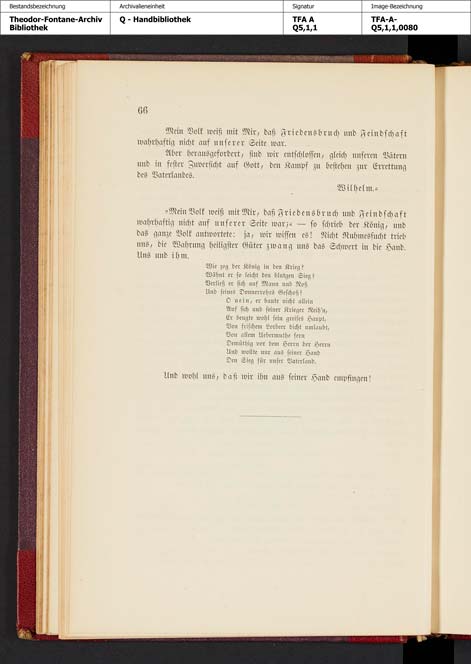 Bestandsbezeichnung Archivalieneinheit Signatur Image-Bezeichnung
Theodor-Fontane-Archiv Q - Handbibliothek TFA A TFA-A-
Bibliothek Q5,1,1 Q5,1,1,0080
66
Mein Volk weiß mit Mir, daß Friedensbruch und Feindschaft
wahrhaftig nicht auf unserer Seite war.
Aber herausgefordert, sind wir entschlossen, gleich unseren Vätern
und in fester Zuversicht auf Gott, den Kampf zu bestehen zur Errettung
des Vaterlandes.
Wilhelm.«
»Mein Volk weiß mit Mir, daß Friedensbruch und Feindschaft
wahrhaftig nicht auf unserer Seite war;« — so schrieb der König, und
das ganze Volk antwortete: ja, wir wissen es! Nicht Ruhmessucht trieb
uns, die Wahrung heiligster Güter zwang uns das Schwert in die Hand.
Uns und ihm.
Wie zog der König in den Krieg?
Wähnt er so leicht den blutgen Sieg?
Verließ er sich auf Mann und Roß
Und seines Donnerrohrs Geschoß?
O nein, er baute nicht allein
Auf sich und seiner Krieger Reih'n,
Er beugte wohl sein greises Haupt,
Von frischem Lorbeer dicht umlaubt,
Von allem Uebermuthe fern
Demüthig vor dem Herrn der Herrn
Und wollte nur aus seiner Hand
Den Sieg für unser Vaterland.
Und wohl uns, daß wir ihn aus seiner Hand empfingen!